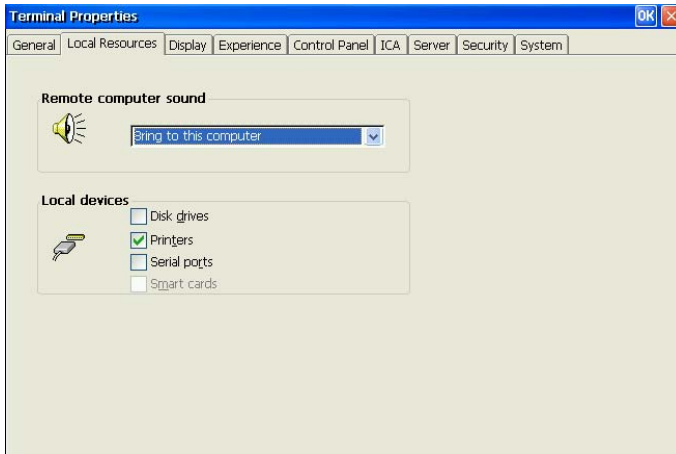 Terminal Properties OK
General Local Resources Display Experience Control Panel ICA Server Security System
Remote computer sound
Bring to this computer
Local devices
Disk drives
Printers
Serial ports
Smart cards